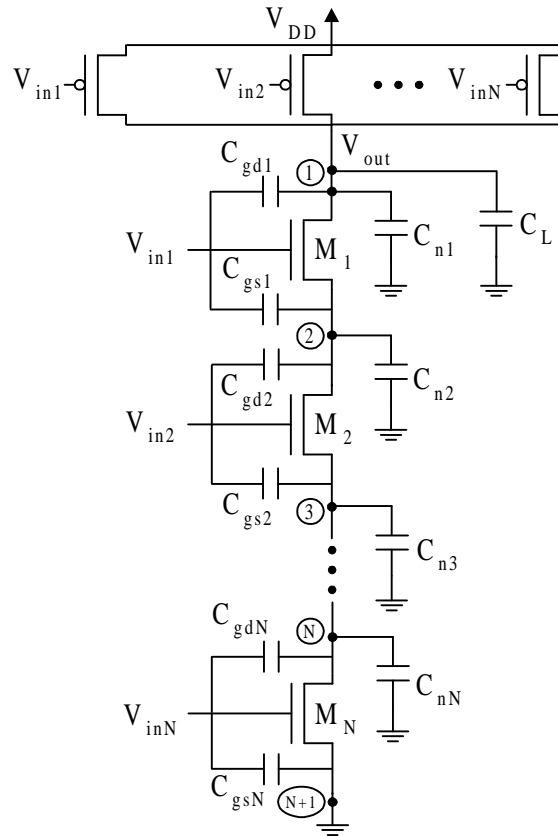 V_DD
V_in1 V_in2 V_inN
V_out
C_gd1 1
C_n1 C_L
V_in1 M_1
C_gs1
2
C_gd2
C_n2
V_in2 M_2
C_gs2
3
C_n3
C_gdN N
C_nN
V_inN M_N
C_gsN
N+1